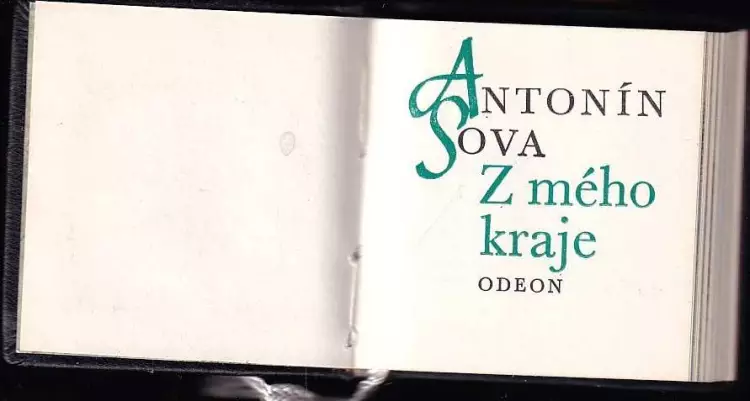 ANTONÍN
SOVA
Z mého
kraje
ODEON